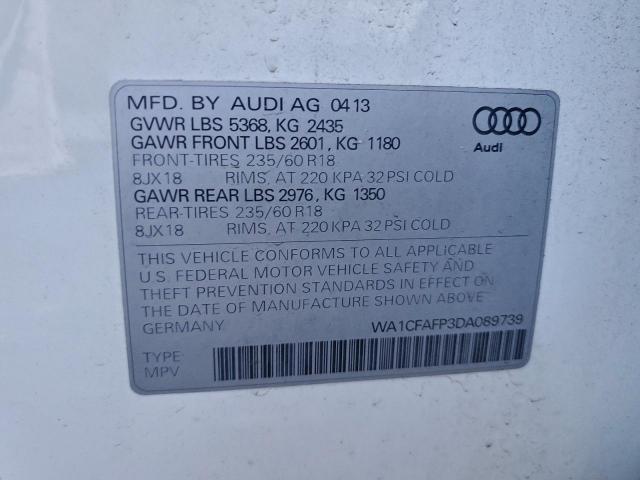 MFD. BY AUDI AG 04 13
GVWR LBS 5368, KG 2435
GAWR FRONT LBS 2601, KG 1180
FRONT-TIRES 235/60 R18
8JX18 RIMS, AT 220 KPA 32 PSI COLD
GAWR REAR LBS 2976, KG 1350
REAR-TIRES 235/60 R18
8JX18 RIMS, AT 220 KPA 32 PSI COLD
Audi
THIS VEHICLE CONFORMS TO ALL APPLICABLE
U.S. FEDERAL MOTOR VEHICLE SAFETY AND
THEFT PREVENTION STANDARDS IN EFFECT ON
THE DATE OF MANUFACTURE SHOWN ABOVE.
GERMANY WA1CFAFP3DA089739
TYPE
MPV